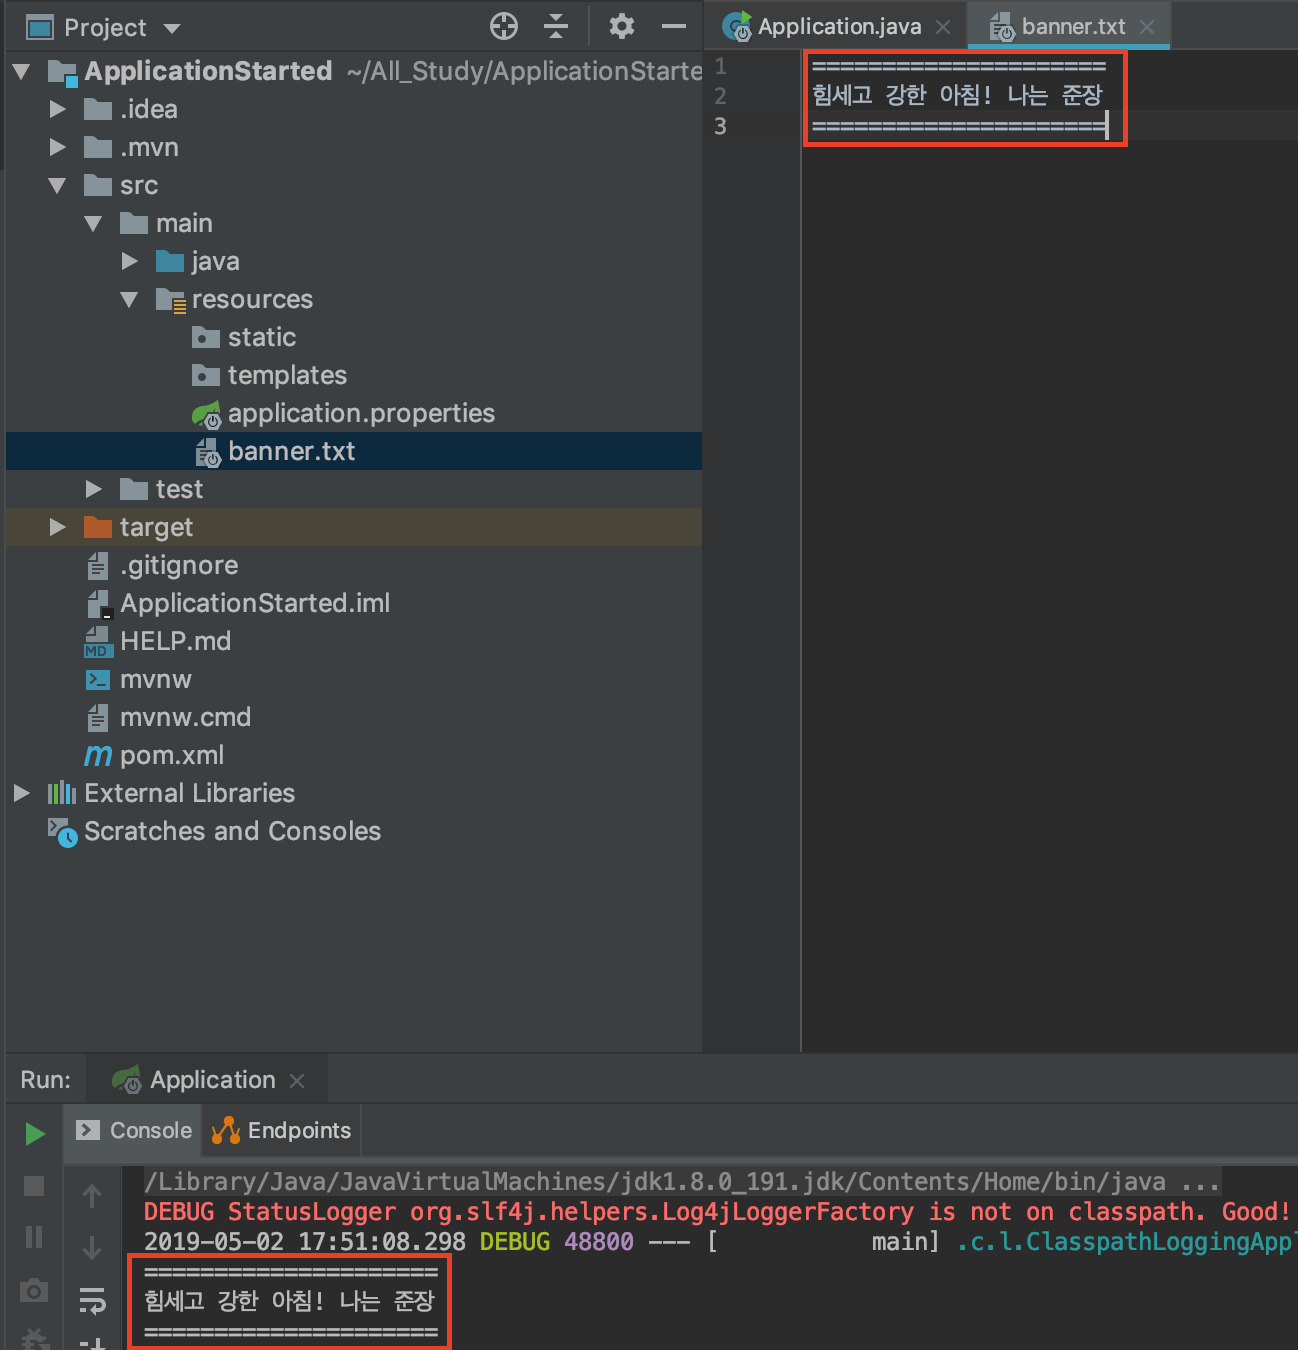 Project
ApplicationStarted ~/All_Study/ApplicationStarte
.idea
.mvn
src
main
java
resources
static
templates
application.properties
banner.txt
test
target
.gitignore
ApplicationStarted.iml
MD HELP.md
mvnw
mvnw.cmd
m pom.xml
External Libraries
Scratches and Consoles
Application.java banner.txt
1 =====================
2 힘세고 강한 아침! 나는 준장
3 =====================
Run: Application
Console Endpoints
/Library/Java/JavaVirtualMachines/jdk1.8.0_191.jdk/Contents/Home/bin/java ...
DEBUG StatusLogger org.slf4j.helpers.Log4jLoggerFactory is not on classpath. Good!
2019-05-02 17:51:08.298 DEBUG 48800 --- [           main] .c.l.ClasspathLoggingAppl
=====================
힘세고 강한 아침! 나는 준장
=====================